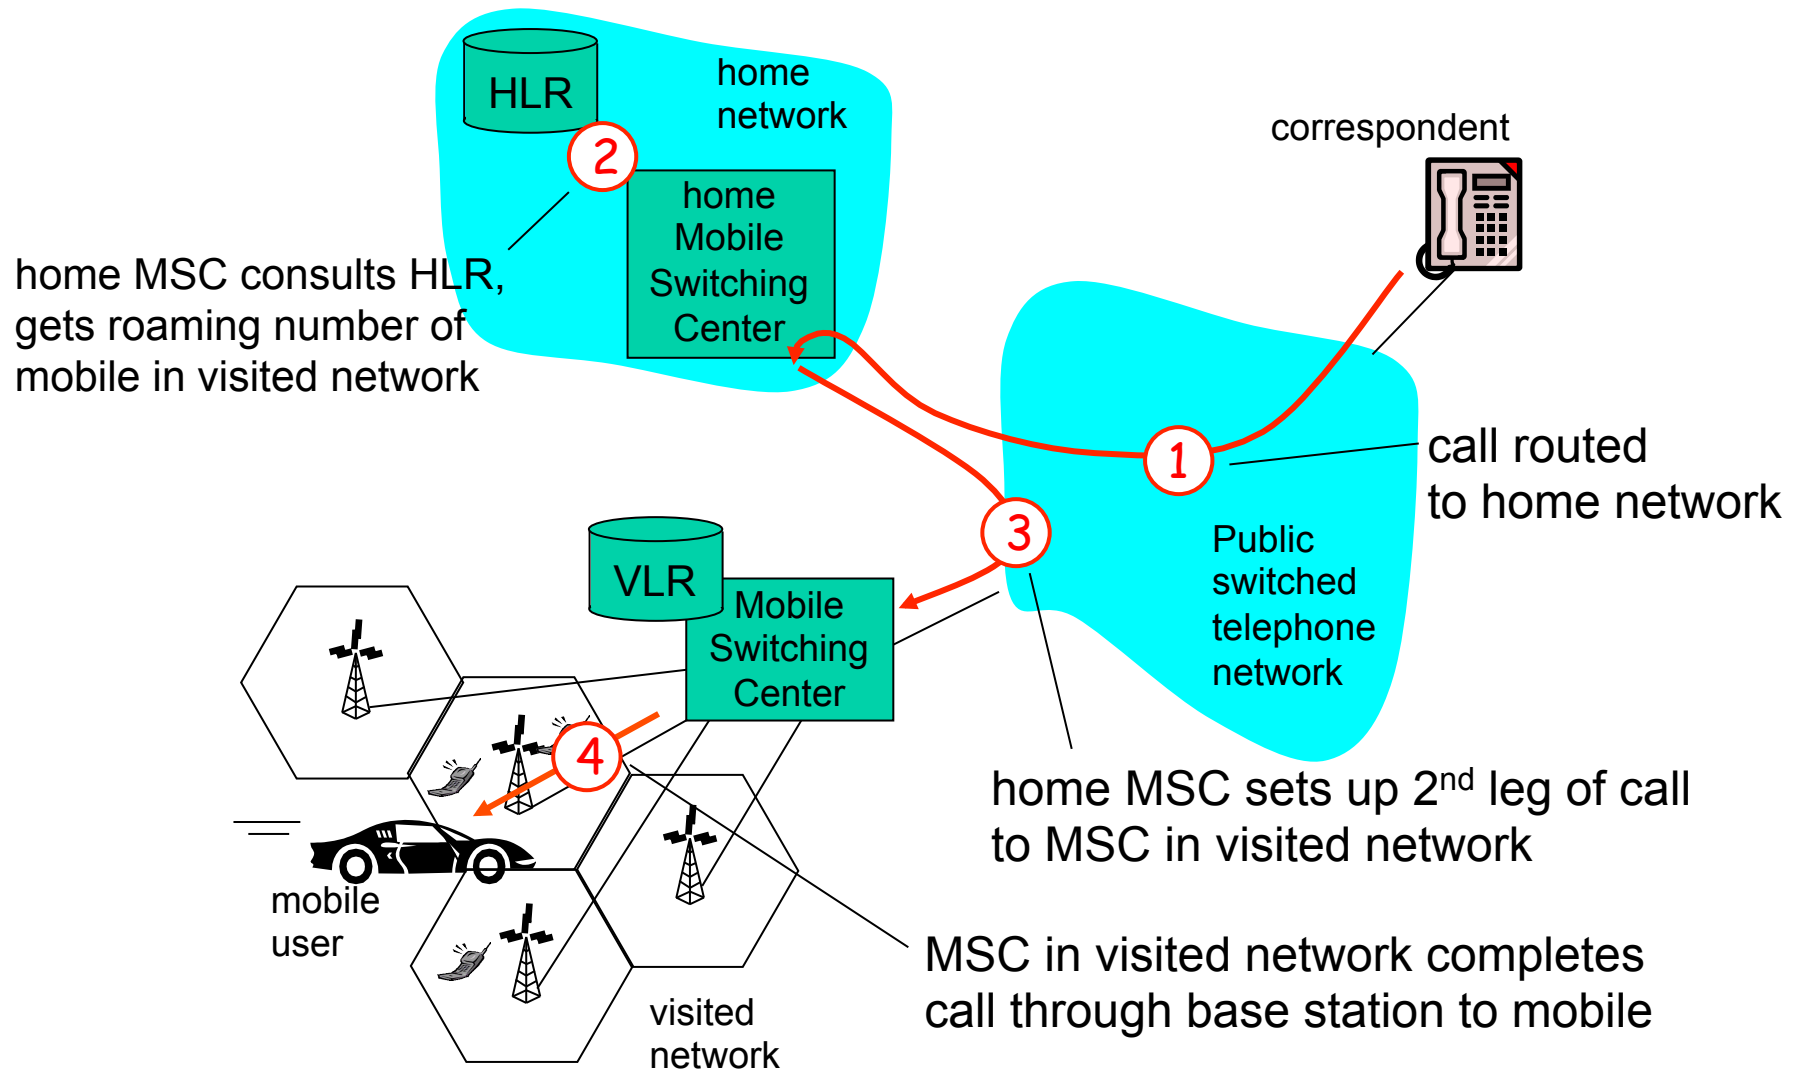 HLR
home
network
correspondent
2
home
Mobile
Switching
Center
home MSC consults HLR,
gets roaming number of
mobile in visited network
1
call routed
to home network
3
Public
switched
telephone
network
VLR
Mobile
Switching
Center
4
home MSC sets up 2nd leg of call
to MSC in visited network
mobile
user
MSC in visited network completes
call through base station to mobile
visited
network